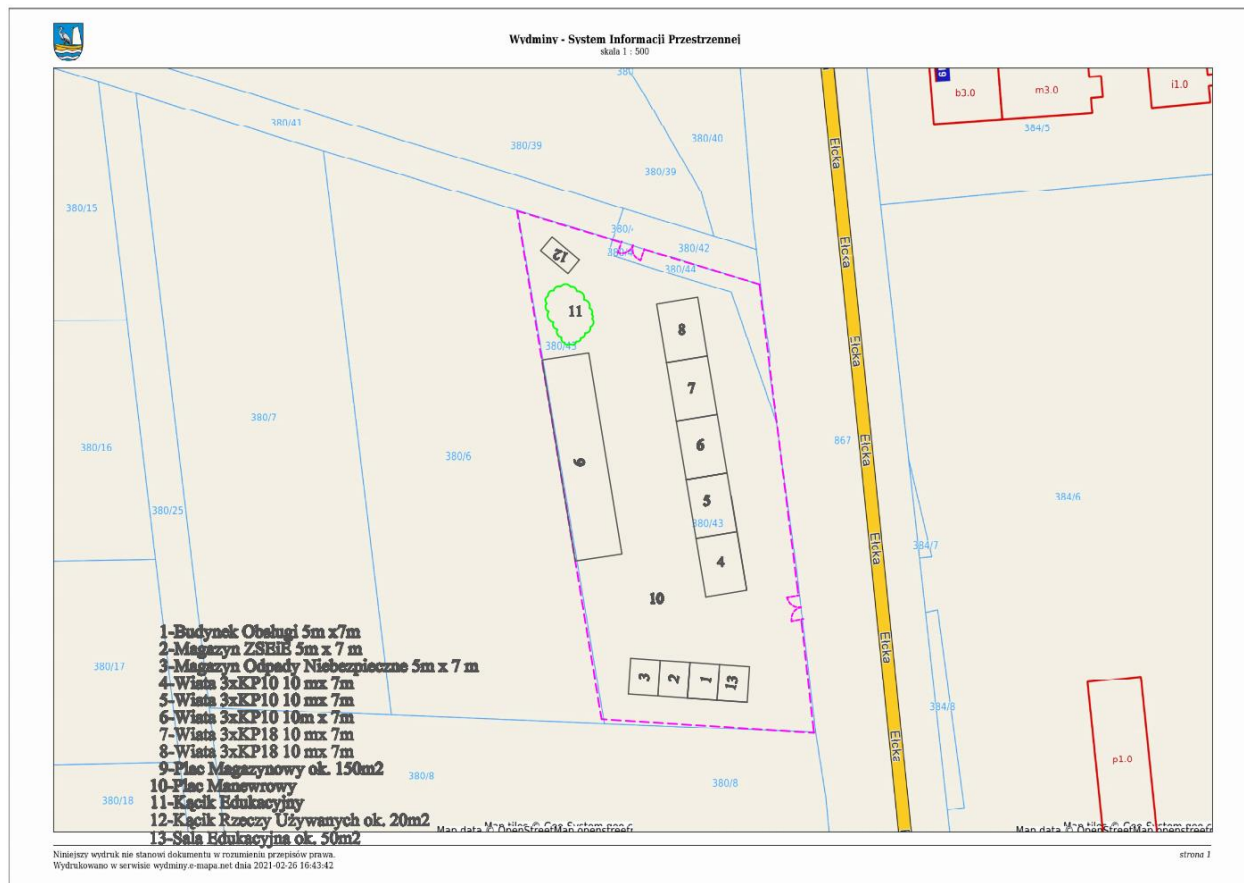 Wydminy - System Informacji Przestrzennej
skala 1 : 500
380/41
380/39
380/40
380/39
b3.0
m3.0
i1.0
384/5
380/15
Ełcka
12
380/42
380/44
Ełcka
11
8
380/43
Ełcka
7
380/7
380/16
380/6
9
6
867
Ełcka
384/6
5
380/43
380/25
4
384/7
Ełcka
10
1-Budynek Obsługi 5m x7m
2-Magazyn ZSEiE 5m x 7 m
3-Magazyn Odpady Niebezpieczne 5m x 7 m
4-Wiata 3xKP10 10 mx 7m
5-Wiata 3xKP10 10 mx 7m
6-Wiata 3xKP10 10m x 7m
7-Wiata 3xKP18 10 mx 7m
8-Wiata 3xKP18 10 mx 7m
9-Plac Magazynowy ok. 150m2
10-Plac Manewrowy
11-Kącik Edukacyjny
12-Kącik Rzeczy Używanych ok. 20m2
13-Sala Edukacyjna ok. 50m2
380/17
3
2
1
13
Ełcka
384/8
Ełcka
p1.0
380/8
380/8
380/18
Map data © OpenStreetMap
Map data © OpenStreetMap
Niniejszy wydruk nie stanowi dokumentu w rozumieniu przepisów prawa.
Wydrukowano w serwisie wydminy.e-mapa.net dnia 2021-02-26 16:43:42
strona 1